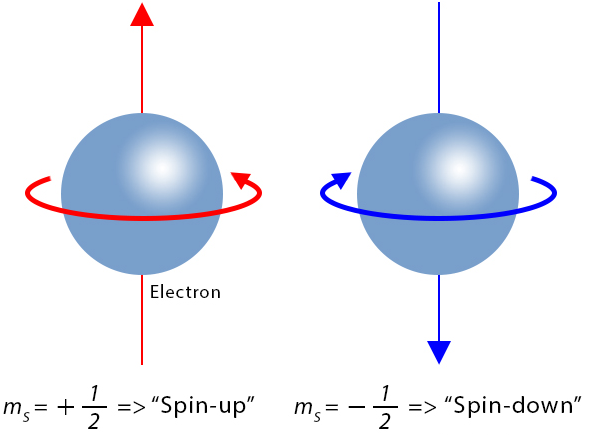 Electron
m_s = + 1/2 => “Spin-up”
m_s = − 1/2 => “Spin-down”